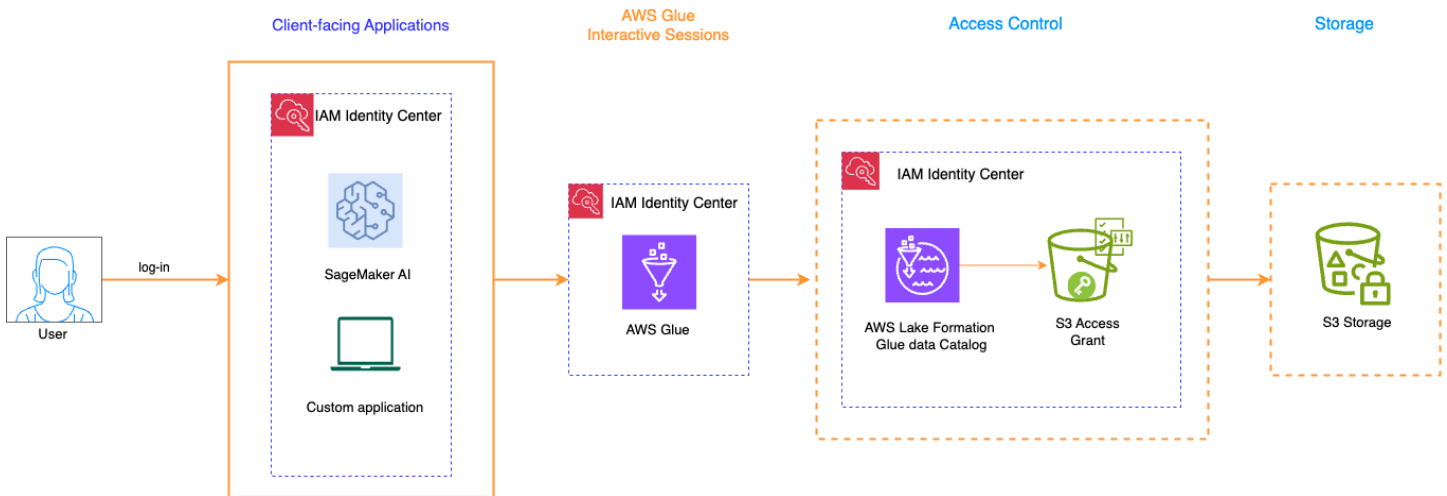 Client-facing Applications
AWS Glue
Interactive Sessions
Access Control
Storage
IAM Identity Center
SageMaker AI
Custom application
log-in
User
IAM Identity Center
AWS Glue
IAM Identity Center
AWS Lake Formation
Glue data Catalog
S3 Access
Grant
S3 Storage